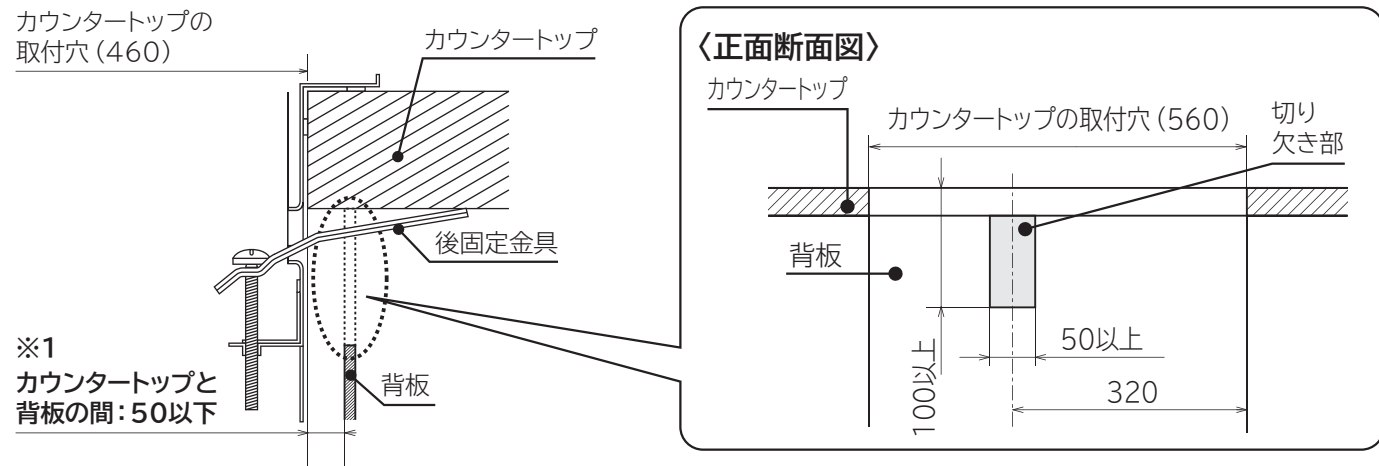 カウンタートップの
取付穴（460）
カウンタートップ
後固定金具
※1
カウンタートップと
背板の間：50以下
背板
〈正面断面図〉
カウンタートップ
カウンタートップの取付穴（560）
切り
欠き部
背板
100以上
50以上
320